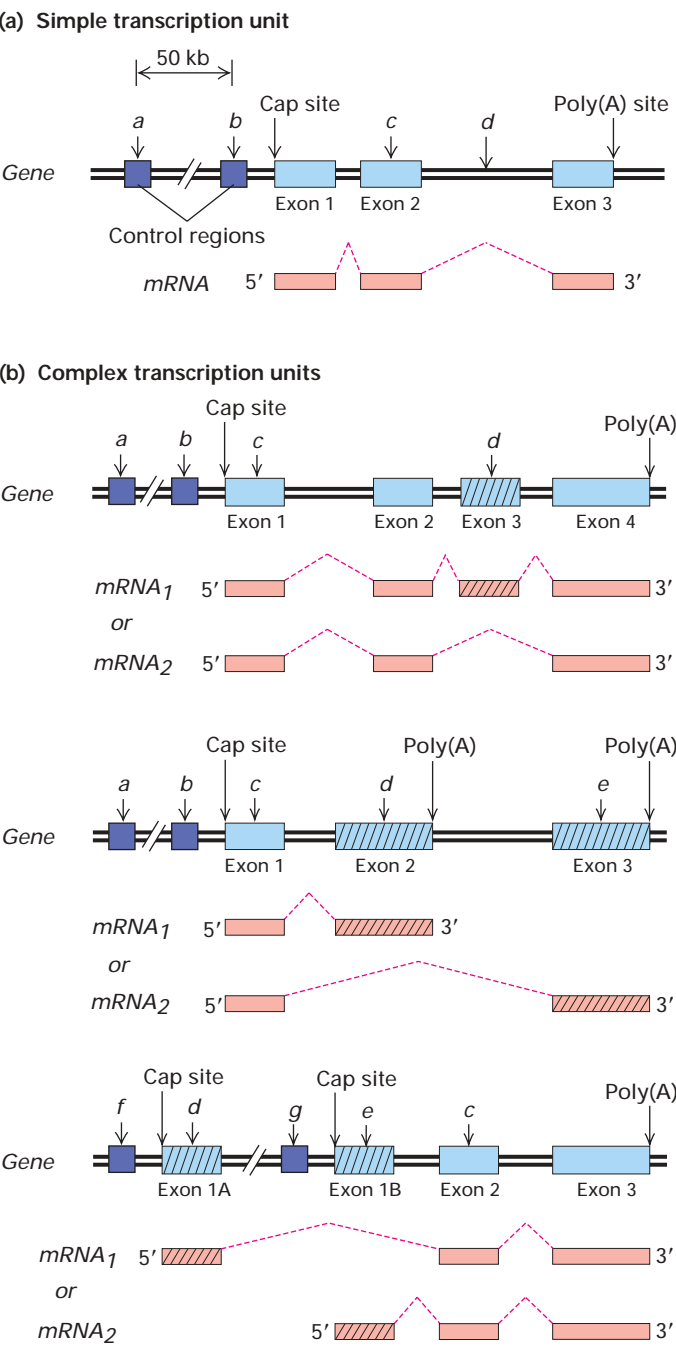 (a) Simple transcription unit
50 kb
Cap site Poly(A) site
a b c d
Gene
Exon 1 Exon 2 Exon 3
Control regions
mRNA 5′ 3′
(b) Complex transcription units
Cap site Poly(A)
a b c d
Gene
Exon 1 Exon 2 Exon 3 Exon 4
mRNA1 5′ 3′
or
mRNA2 5′ 3′
Cap site Poly(A) Poly(A)
a b c d e
Gene
Exon 1 Exon 2 Exon 3
mRNA1 5′ 3′
or
mRNA2 5′ 3′
Cap site Cap site Poly(A)
f d g e c
Gene
Exon 1A Exon 1B Exon 2 Exon 3
mRNA1 5′ 3′
or
mRNA2 5′ 3′